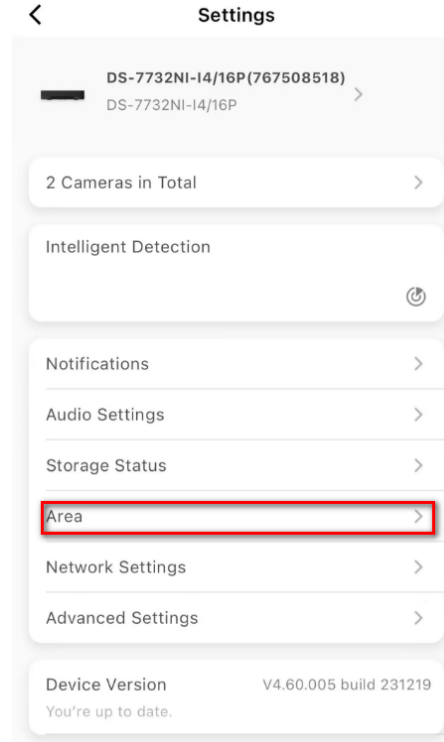 Settings
DS-7732NI-I4/16P(767508518)
DS-7732NI-I4/16P
2 Cameras in Total
Intelligent Detection
Notifications
Audio Settings
Storage Status
Area
Network Settings
Advanced Settings
Device Version V4.60.005 build 231219
You're up to date.